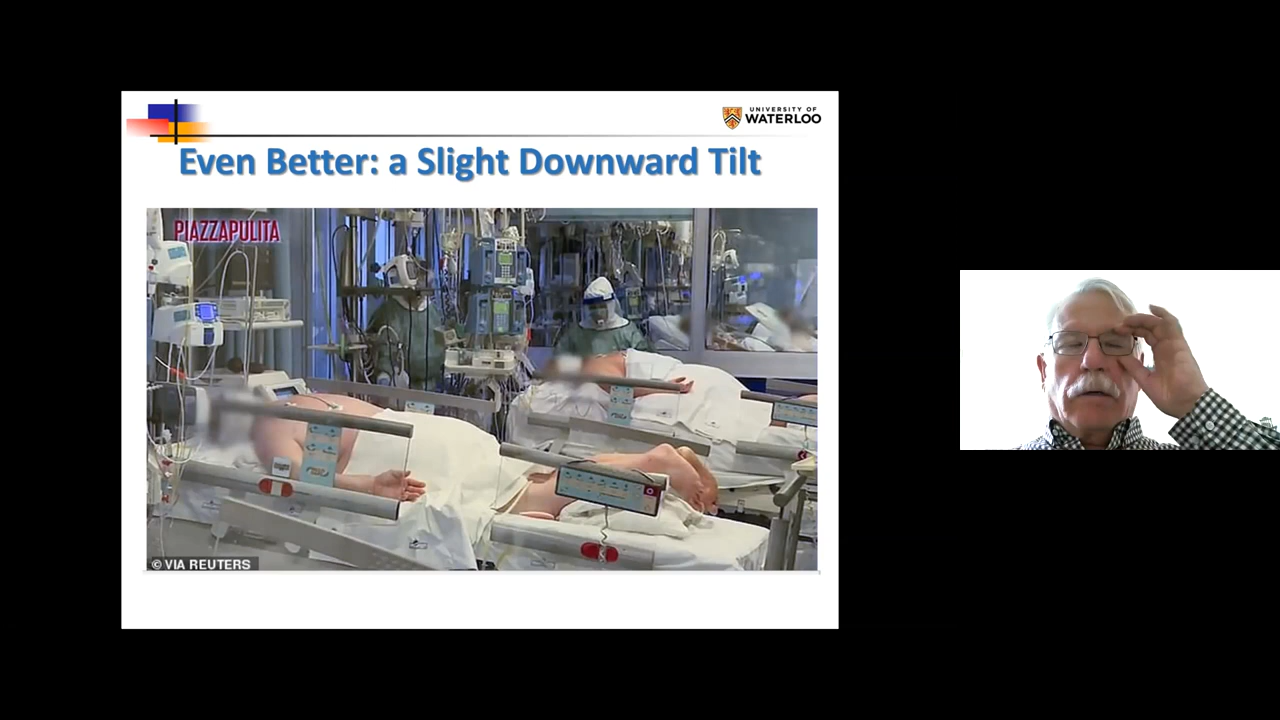 UNIVERSITY OF
WATERLOO
Even Better: a Slight Downward Tilt
PIAZZAPULITA
© VIA REUTERS